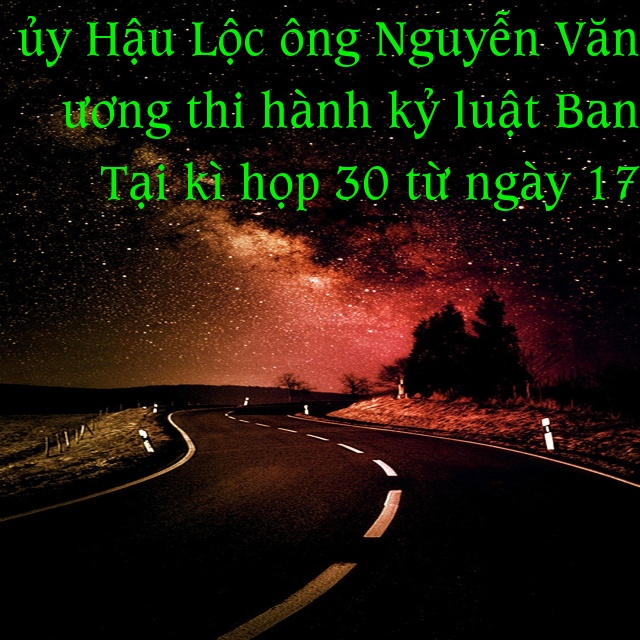 ủy Hậu Lộc ông Nguyễn Văn
ương thi hành kỷ luật Ban
Tại kì họp 30 từ ngày 17